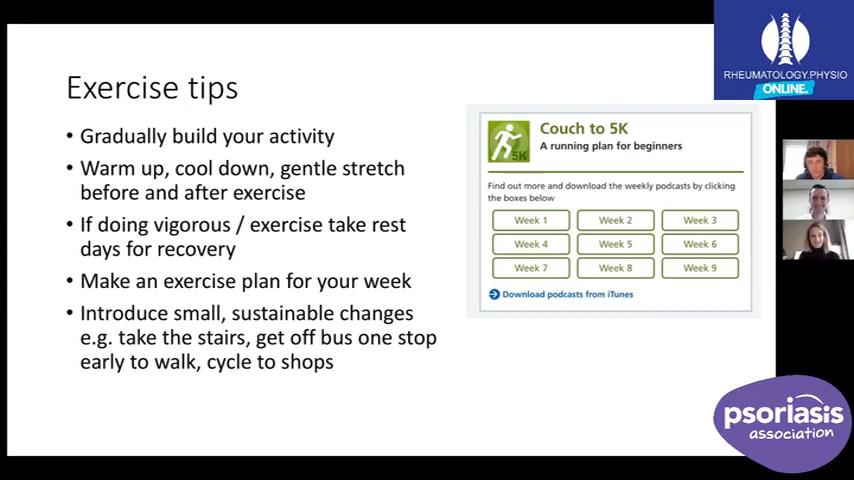 Exercise tips
• Gradually build your activity
• Warm up, cool down, gentle stretch
before and after exercise
• If doing vigorous / exercise take rest
days for recovery
• Make an exercise plan for your week
• Introduce small, sustainable changes
e.g. take the stairs, get off bus one stop
early to walk, cycle to shops
5K
Couch to 5K
A running plan for beginners
Find out more and download the weekly podcasts by clicking
the boxes below
Week 1 Week 2 Week 3
Week 4 Week 5 Week 6
Week 7 Week 8 Week 9
Download podcasts from iTunes
RHEUMATOLOGY.PHYSIO
ONLINE.
psoriasis
association